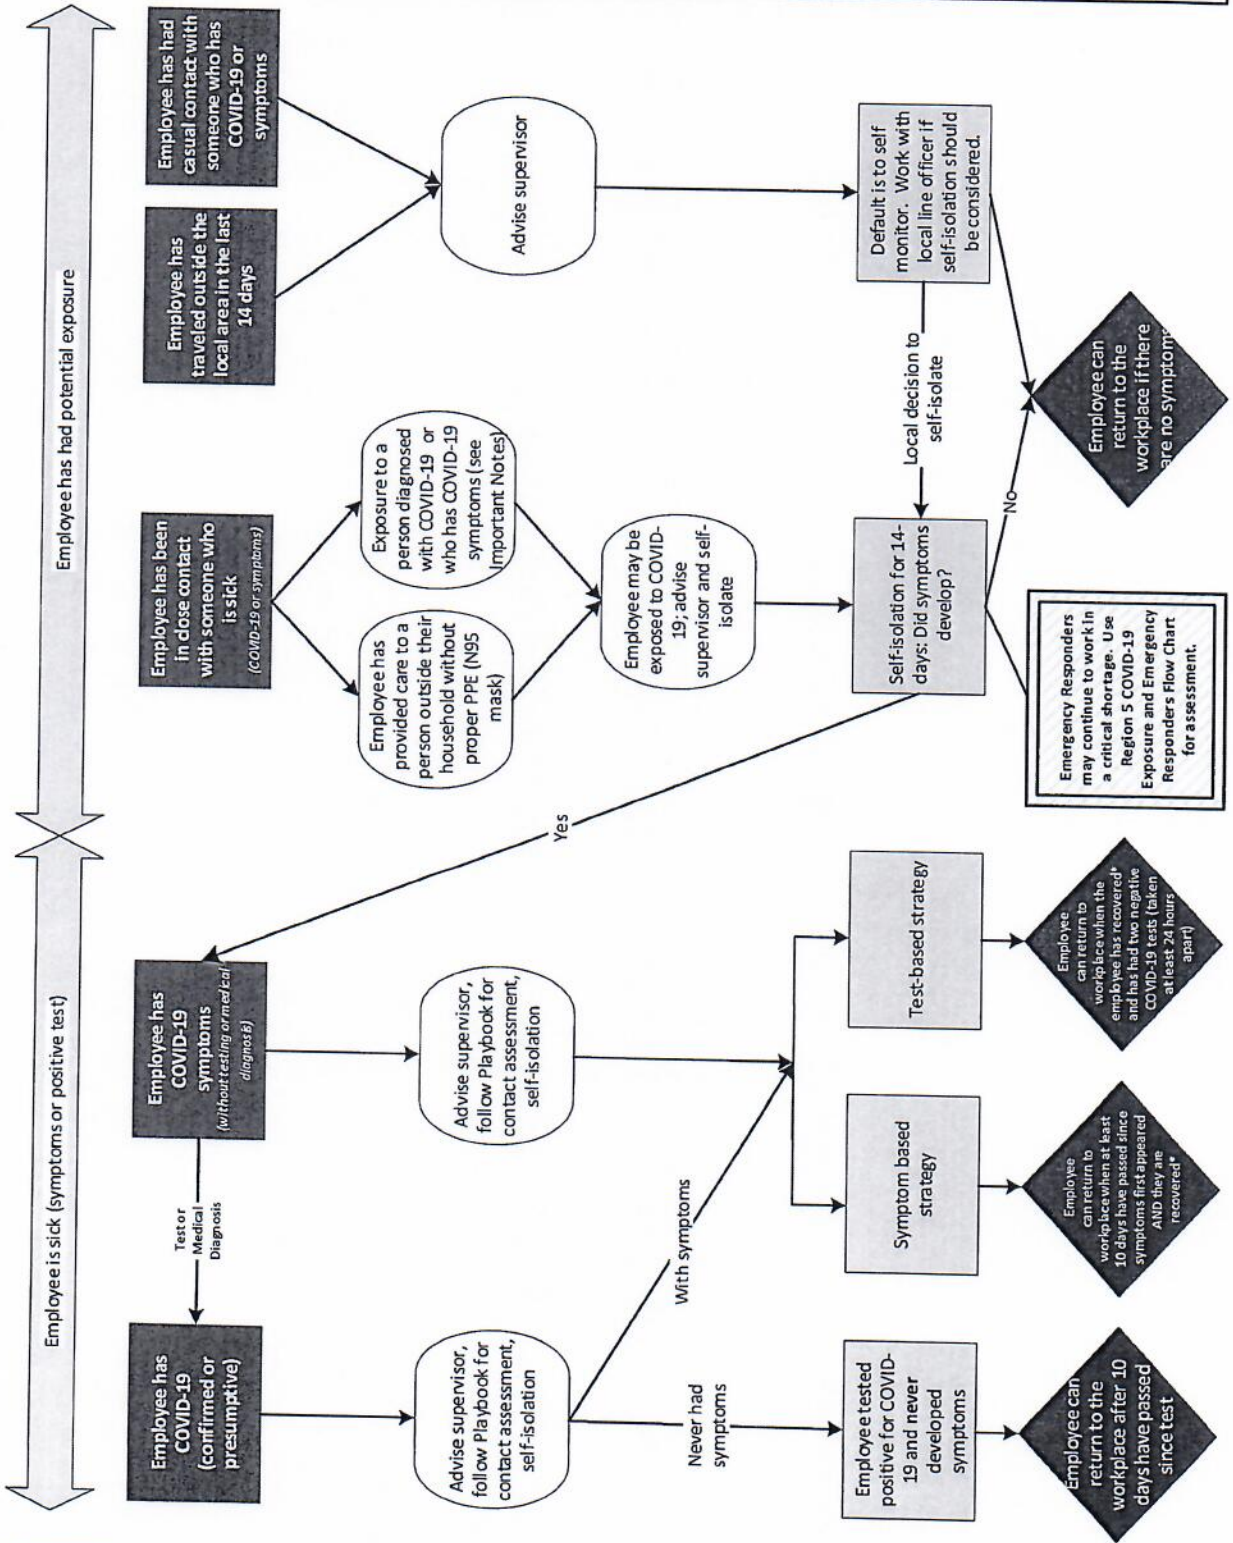 Employee is sick (symptoms or positive test)
Employee has had potential exposure
Employee has
COVID-19
(confirmed or
presumptive)
Test or
Medical
Diagnosis
Employee has
COVID-19
symptoms
(without testing or medical
diagnosis)
Employee has been
in close contact
with someone who
is sick
(COVID-19 or symptoms)
Employee has
traveled outside the
local area in the last
14 days
Employee has had
casual contact with
someone who has
COVID-19 or
symptoms
Advise supervisor,
follow Playbook for
contact assessment,
self-isolation
Advise supervisor,
follow Playbook for
contact assessment,
self-isolation
Yes
Employee has
provided care to a
person outside their
household without
proper PPE (N95
mask)
Exposure to a
person diagnosed
with COVID-19 or
who has COVID-19
symptoms (see
Important Notes)
Employee may be
exposed to COVID-
19; advise
supervisor and self-
isolate
Advise supervisor
Never had
symptoms
With symptoms
Employee tested
positive for COVID-
19 and never
developed
symptoms
Symptom based
strategy
Test-based strategy
Self-isolation for 14-
days: Did symptoms
develop?
Local decision to
self-isolate
Default is to self
monitor. Work with
local line officer if
self-isolation should
be considered.
No
Employee can
return to the
workplace after 10
days have passed
since test
Employee
can return to
workplace when at least
10 days have passed since
symptoms first appeared
AND they are
recovered*
Employee
can return to
workplace when the
employee has recovered*
and has had two negative
COVID-19 tests (taken
at least 24 hours
apart)
Emergency Responders
may continue to work in
a critical shortage. Use
Region 5 COVID-19
Exposure and Emergency
Responders Flow Chart
for assessment.
Employee can
return to the
workplace if there
are no symptoms